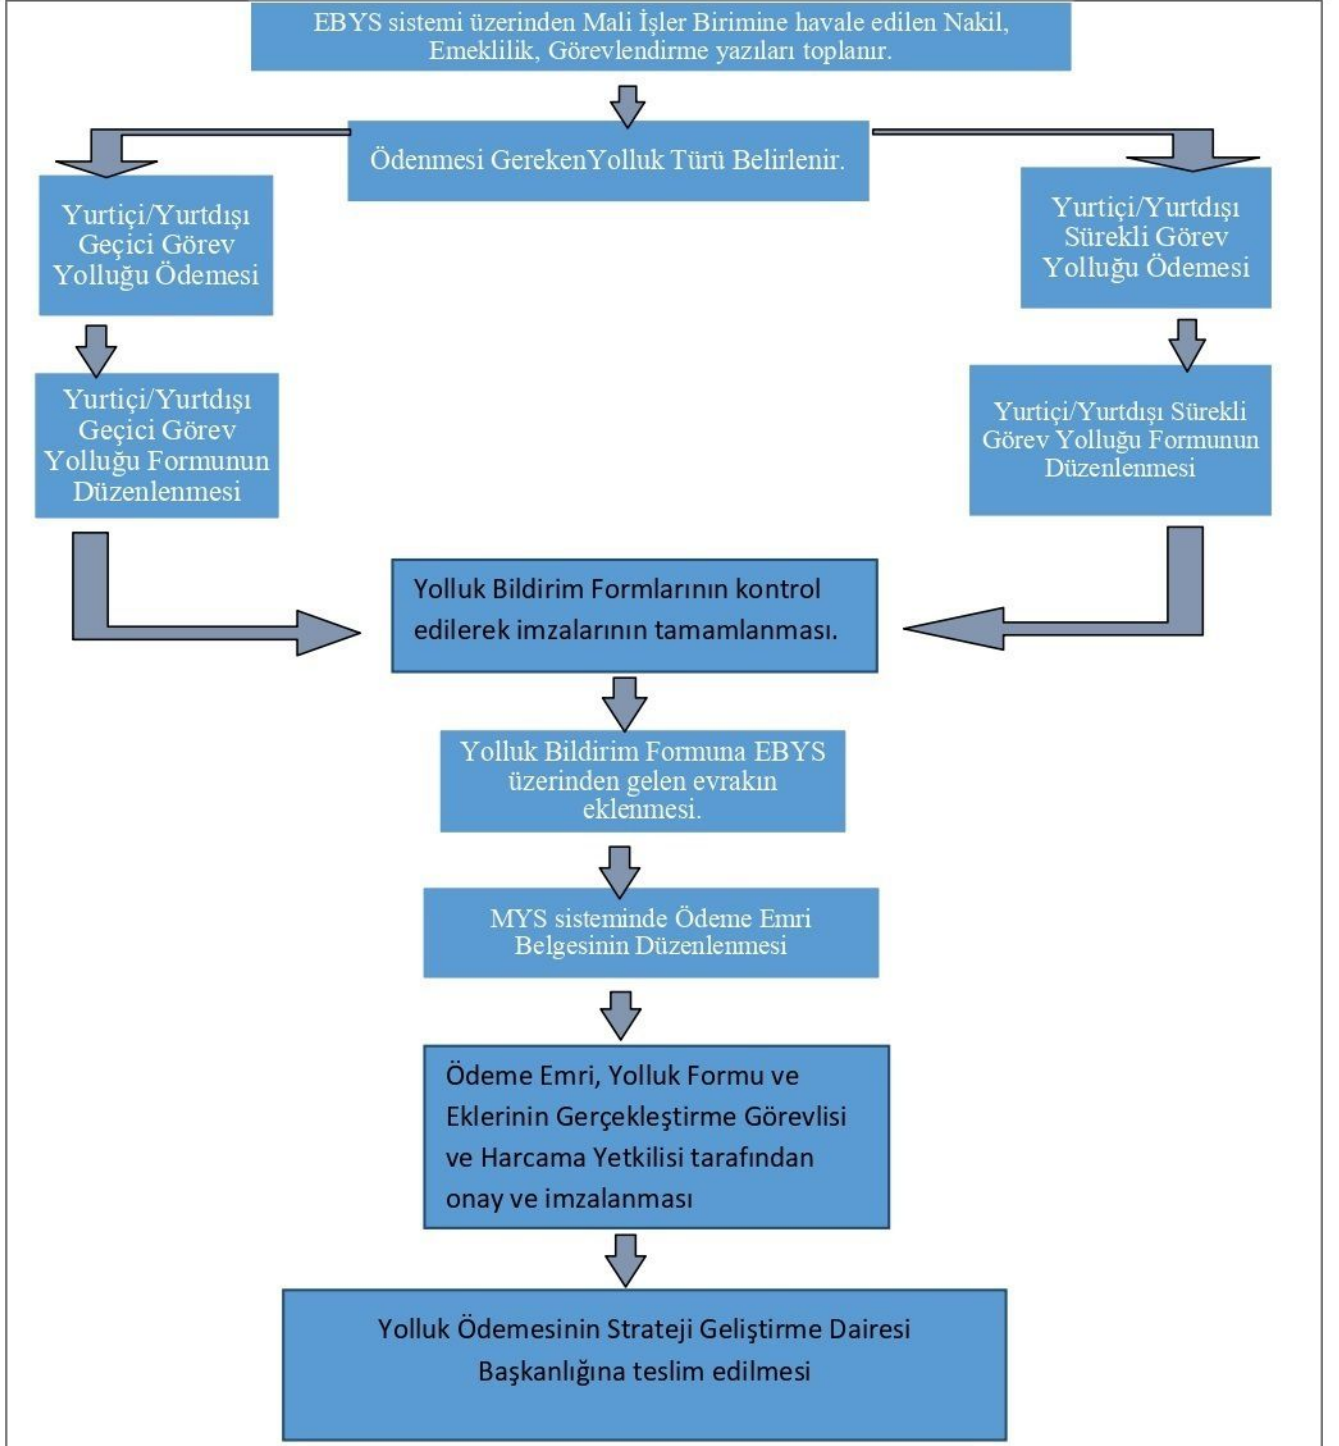 EBYS sistemi üzerinden Mali İşler Birimine havale edilen Nakil,
Emeklilik, Görevlendirme yazıları toplanır.
Ödenmesi GerekenYolluk Türü Belirlenir.
Yurtiçi/Yurtdışı
Geçici Görev
Yolluğu Ödemesi
Yurtiçi/Yurtdışı
Sürekli Görev
Yolluğu Ödemesi
Yurtiçi/Yurtdışı
Geçici Görev
Yolluğu Formunun
Düzenlenmesi
Yurtiçi/Yurtdışı Sürekli
Görev Yolluğu Formunun
Düzenlenmesi
Yolluk Bildirim Formlarının kontrol
edilerek imzalarının tamamlanması.
Yolluk Bildirim Formuna EBYS
üzerinden gelen evrakın
eklenmesi.
MYS sisteminde Ödeme Emri
Belgesinin Düzenlenmesi
Ödeme Emri, Yolluk Formu ve
Eklerinin Gerçekleştirme Görevlisi
ve Harcama Yetkilisi tarafından
onay ve imzalanması
Yolluk Ödemesinin Strateji Geliştirme Dairesi
Başkanlığına teslim edilmesi